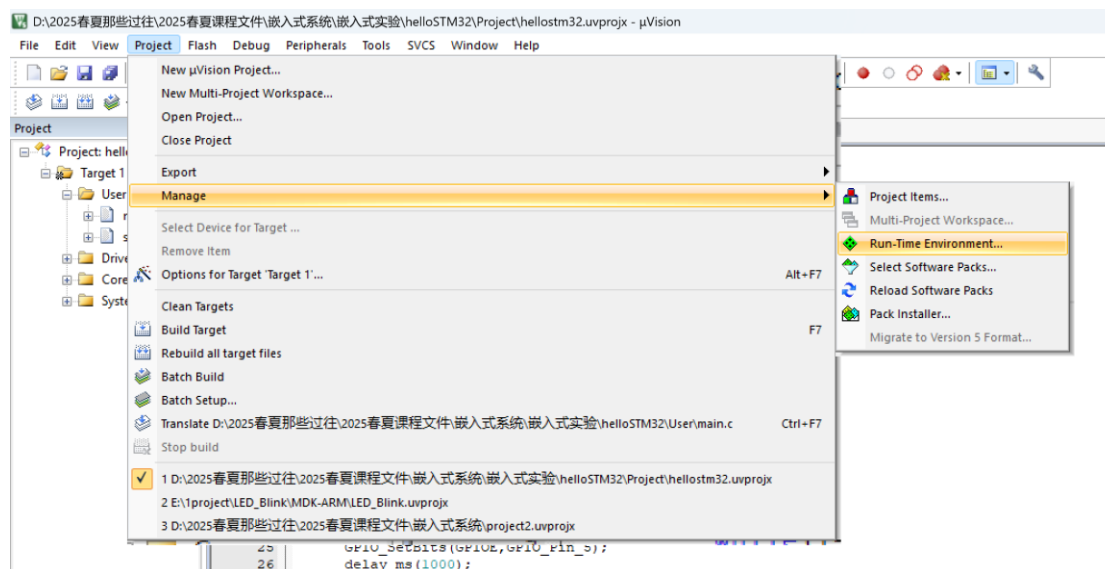 D:\2025春夏那些过往\2025春夏课程文件\嵌入式系统\嵌入式实验\helloSTM32\Project\hellostm32.uvprojx - µVision
File Edit View Project Flash Debug Peripherals Tools SVCS Window Help
New µVision Project...
New Multi-Project Workspace...
Open Project...
Close Project
Export
Manage
Select Device for Target ...
Remove Item
Options for Target 'Target 1'... Alt+F7
Clean Targets
Build Target F7
Rebuild all target files
Batch Build
Batch Setup...
Translate D:\2025春夏那些过往\2025春夏课程文件\嵌入式系统\嵌入式实验\helloSTM32\User\main.c Ctrl+F7
Stop build
1 D:\2025春夏那些过往\2025春夏课程文件\嵌入式系统\嵌入式实验\helloSTM32\Project\hellostm32.uvprojx
2 E:\1project\LED_Blink\MDK-ARM\LED_Blink.uvprojx
3 D:\2025春夏那些过往\2025春夏课程文件\嵌入式系统\project2.uvprojx
Project Items...
Multi-Project Workspace...
Run-Time Environment...
Select Software Packs...
Reload Software Packs
Pack Installer...
Migrate to Version 5 Format...
Project
Project: hell
Target 1
User
Drive
Core
Syste
25 GPIO_SetBits(GPIOE,GPIO_Pin_5);
26 delay_ms(1000);